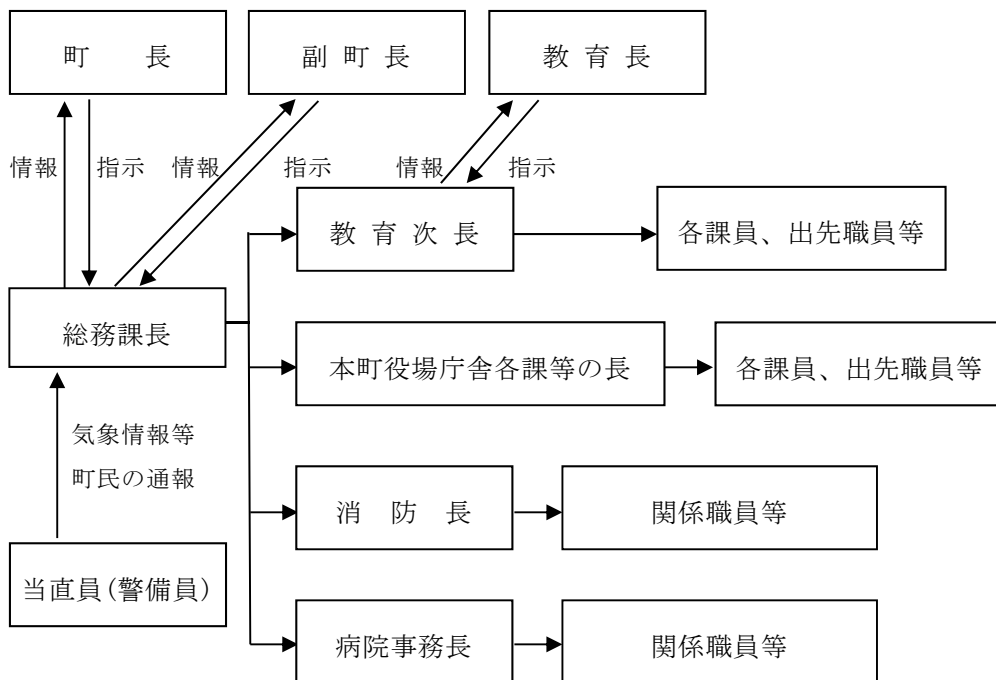 町　　長
副 町 長
教 育 長
情報
指示
情報
指示
情報
指示
教 育 次 長
各課員、出先職員等
総務課長
本町役場庁舎各課等の長
各課員、出先職員等
気象情報等
町民の通報
消　防　長
関係職員等
当直員(警備員)
病院事務長
関係職員等